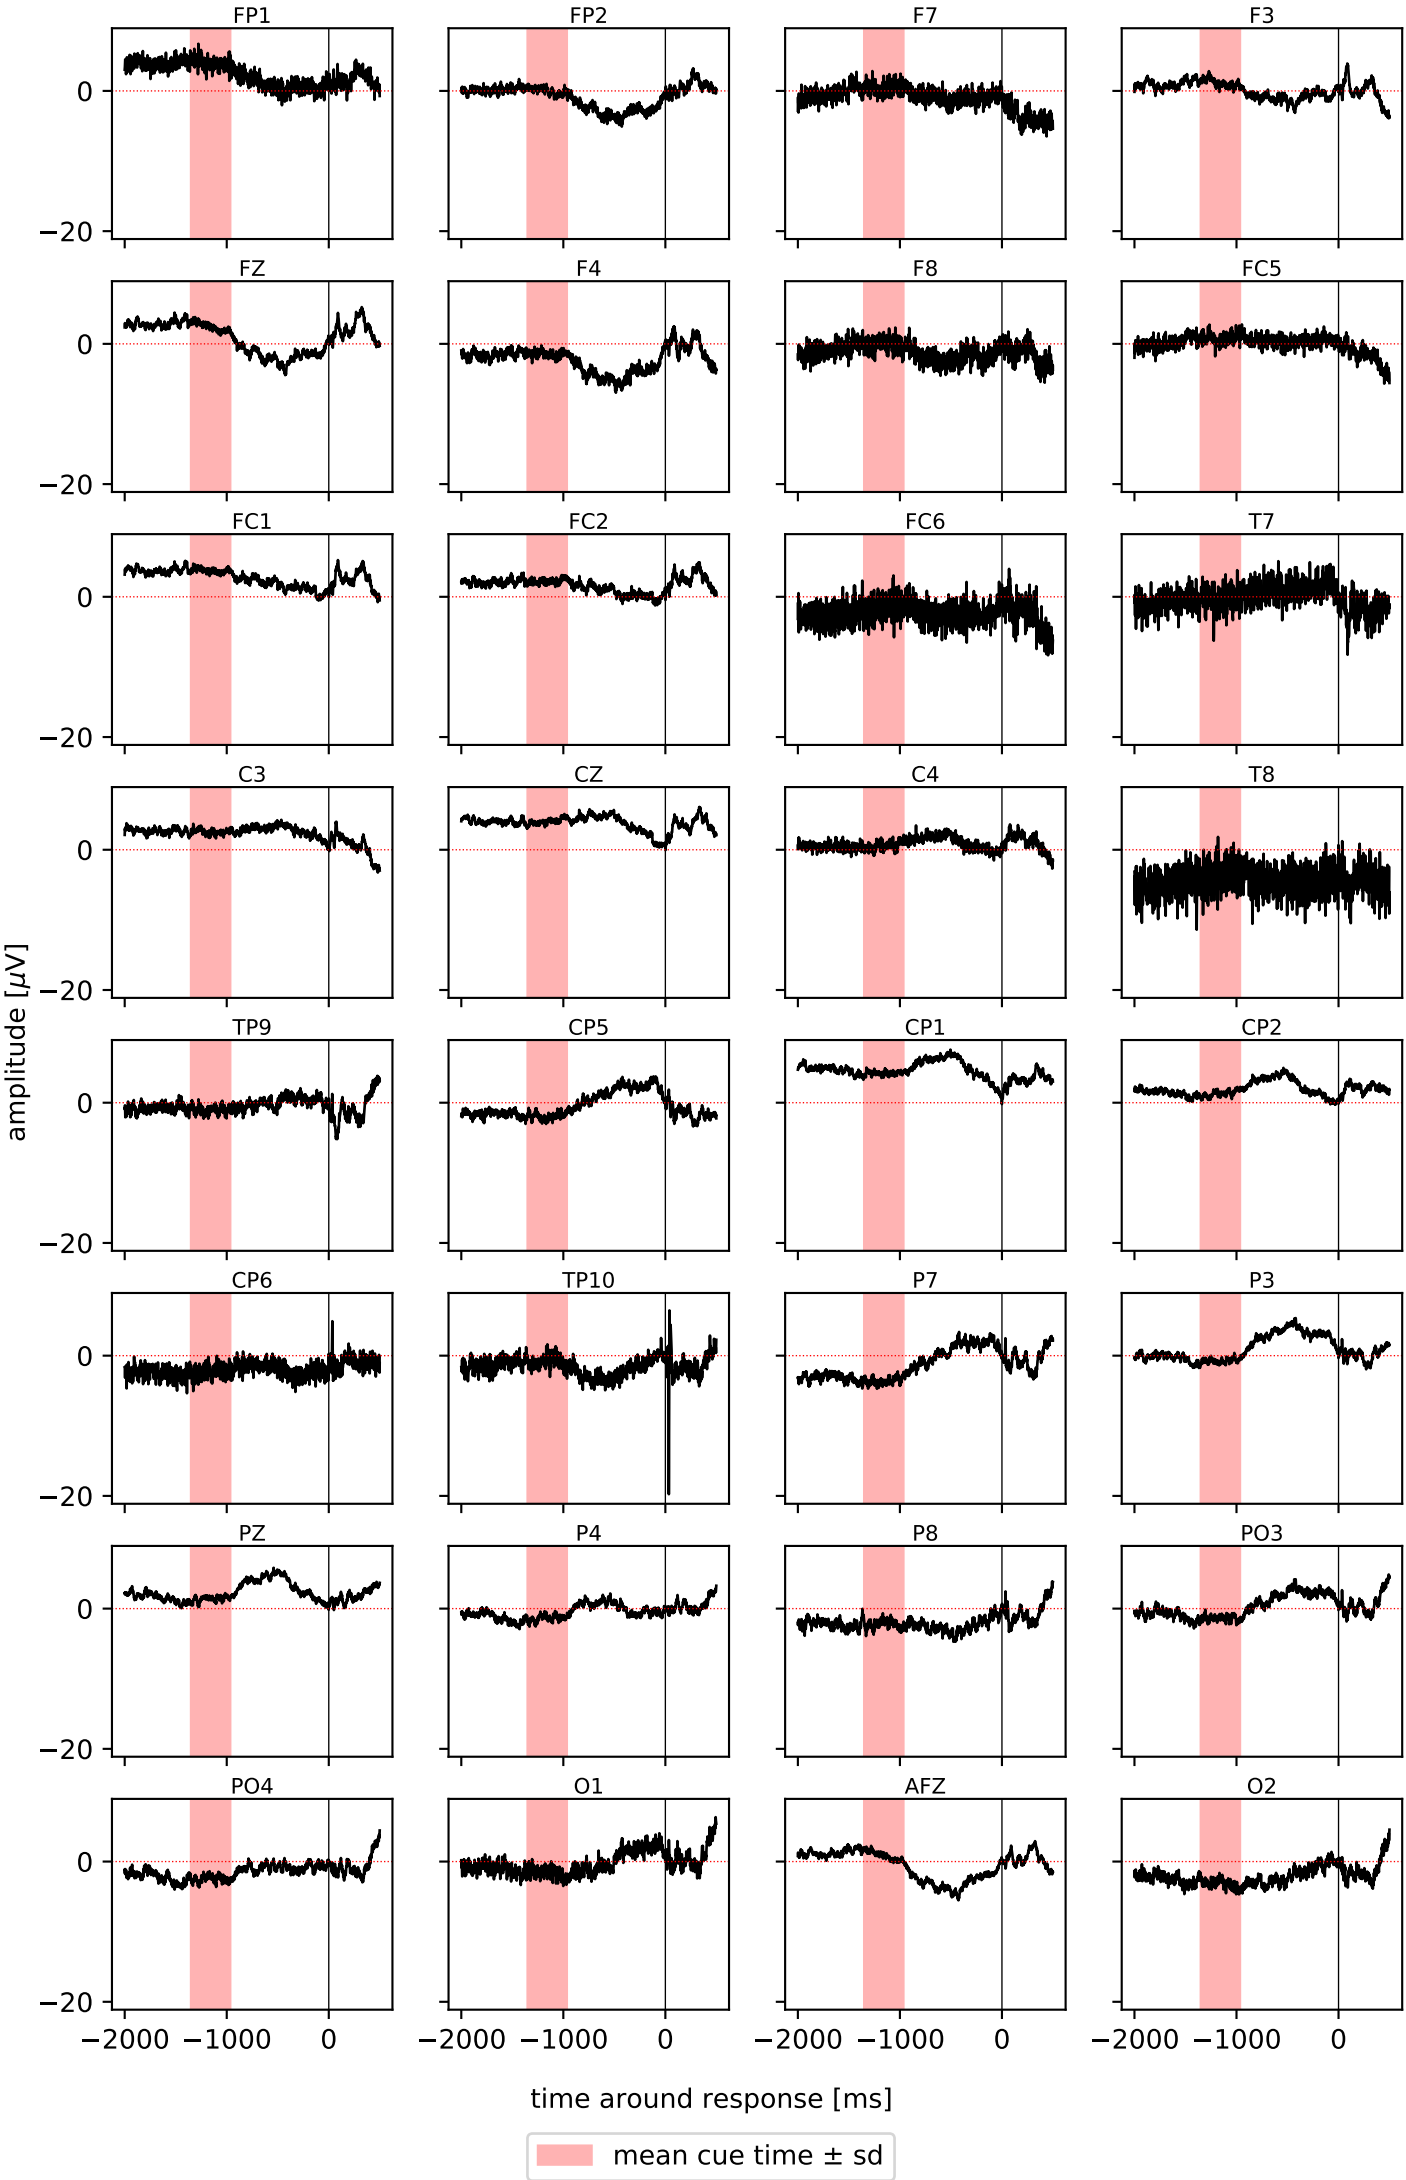 FP1 FP2 F7 F3
0
−20
FZ F4 F8 FC5
0
−20
FC1 FC2 FC6 T7
0
−20
C3 CZ C4 T8
0
−20
amplitude [μV]
TP9 CP5 CP1 CP2
0
−20
CP6 TP10 P7 P3
0
−20
PZ P4 P8 PO3
0
−20
PO4 O1 AFZ O2
0
−20
−2000 −1000 0 −2000 −1000 0 −2000 −1000 0 −2000 −1000 0
time around response [ms]
mean cue time ± sd